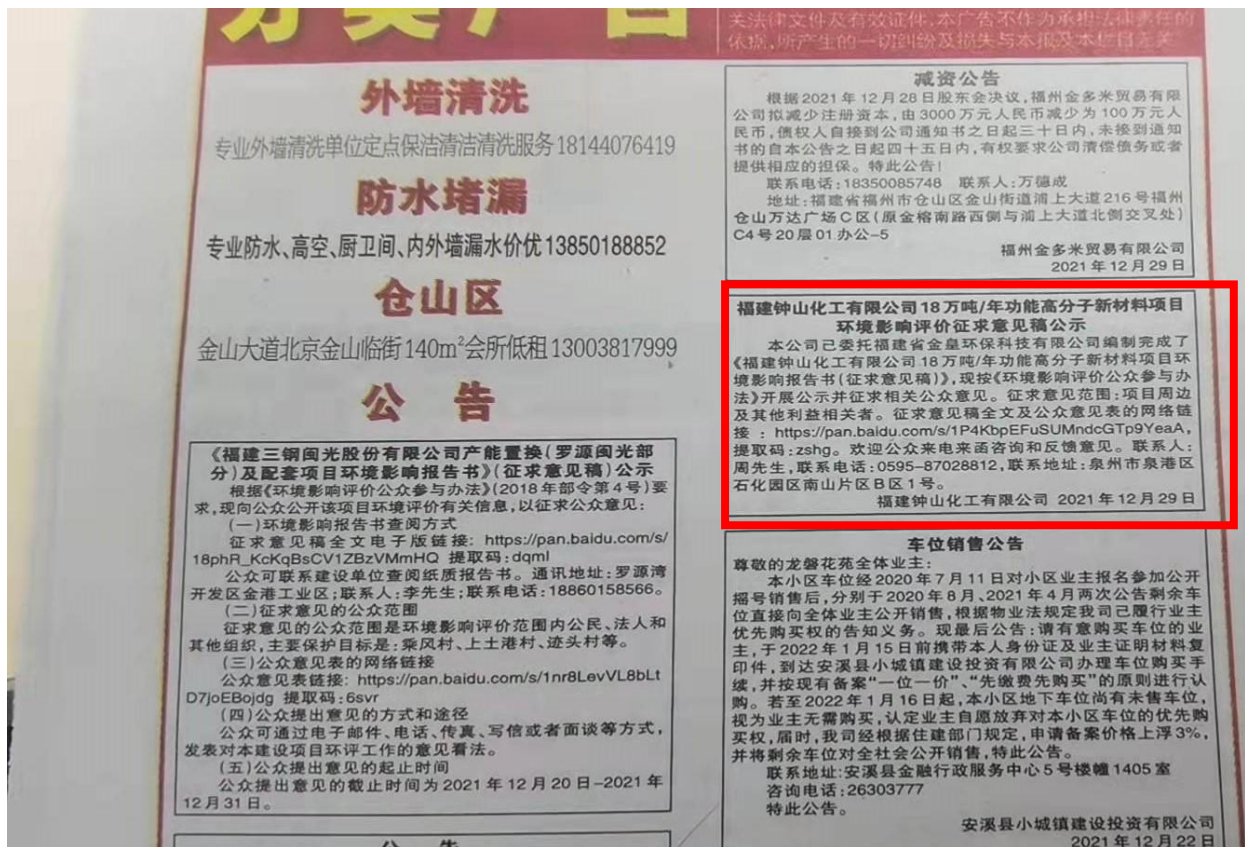 分类广告
关法律文件及有效证件,本广告不作为承担法律责任的
依据,所产生的一切纠纷及损失与本报及本栏目无关
外墙清洗
专业外墙清洗单位定点保洁清洁清洗服务18144076419
防水堵漏
专业防水、高空、厨卫间、内外墙漏水价优13850188852
仓山区
金山大道北京金山临街140m²会所低租13003817999
公 告
《福建三钢闽光股份有限公司产能置换(罗源闽光部
分)及配套项目环境影响报告书》(征求意见稿)公示
根据《环境影响评价公众参与办法》(2018年部令第4号)要
求,现向公众公开该项目环评有关信息,以征求公众意见:
(一)环境影响报告书查阅方式
征求意见稿全文电子版链接: https://pan.baidu.com/s/
18phR_KcKqBsCV1ZBzVMmHQ 提取码:dqml
公众可联系建设单位查阅纸质报告书。通讯地址:罗源湾
开发区金港工业区;联系人:李先生;联系电话:18860158566。
(二)征求意见的公众范围
征求意见的公众范围是环境影响评价范围内公民、法人和
其他组织,主要保护目标是:乘风村、上土港村、迹头村等。
(三)公众意见表的网络链接
公众意见表链接: https://pan.baidu.com/s/1nr8LevVL8bLt
D7joEBojdg 提取码:6svr
(四)公众提出意见的方式和途径
公众可通过电子邮件、电话、传真、写信或者面谈等方式,
发表对本建设项目环评工作的意见看法。
(五)公众提出意见的起止时间
公众提出意见的截止时间为2021年12月20日-2021年
12月31日。
公 告
减资公告
根据2021年12月28日股东会决议,福州金多米贸易有限
公司拟减少注册资本,由3000万元人民币减少为100万元人
民币,债权人自接到公司通知书之日起三十日内,未接到通知
书的自本公告之日起四十五日内,有权要求公司清偿债务或者
提供相应的担保。特此公告!
联系电话:18350085748 联系人:万德成
地址:福建省福州市仓山区金山街道浦上大道216号福州
仓山万达广场C区(原金榕南路西侧与浦上大道北侧交叉处)
C4号20层01办公-5
福州金多米贸易有限公司
2021年12月29日
福建钟山化工有限公司18万吨/年功能高分子新材料项目
环境影响评价征求意见稿公示
本公司已委托福建省金皇环保科技有限公司编制完成了
《福建钟山化工有限公司18万吨/年功能高分子新材料项目环
境影响报告书(征求意见稿)》,现按《环境影响评价公众参与办
法》开展公示并征求相关公众意见。征求意见范围:项目周边
及其他利益相关者。征求意见稿全文及公众意见表的网络链
接:https://pan.baidu.com/s/1P4KbpEFuSUMndcGTp9YeaA,
提取码:zshg。欢迎公众来电来函咨询和反馈意见。联系人:
周先生,联系电话:0595-87028812,联系地址:泉州市泉港区
石化园区南山片区B区1号。
福建钟山化工有限公司 2021年12月29日
车位销售公告
尊敬的龙磐花苑全体业主:
本小区车位经2020年7月11日对小区业主报名参加公开
摇号销售后,分别于2020年8月、2021年4月两次公告剩余车
位直接向全体业主公开销售,根据物业法规定我司已履行业主
优先购买权的告知义务。现最后公告:请有意购买车位的业
主,于2022年1月15日前携带本人身份证及业主证明材料复
印件,到达安溪县小城镇建设投资有限公司办理车位购买手
续,并按现有备案“一位一价”、“先缴费先购买”的原则进行认
购。若至2022年1月16日起,本小区地下车位尚有未售车位,
视为业主无需购买,认定业主自愿放弃对本小区车位的优先购
买权,届时,我司经根据住建部门规定,申请备案价格上浮3%,
并将剩余车位对全社会公开销售,特此公告。
联系地址:安溪县金融行政服务中心5号楼幢1405室
咨询电话:26303777
特此公告。
安溪县小城镇建设投资有限公司
2021年12月22日